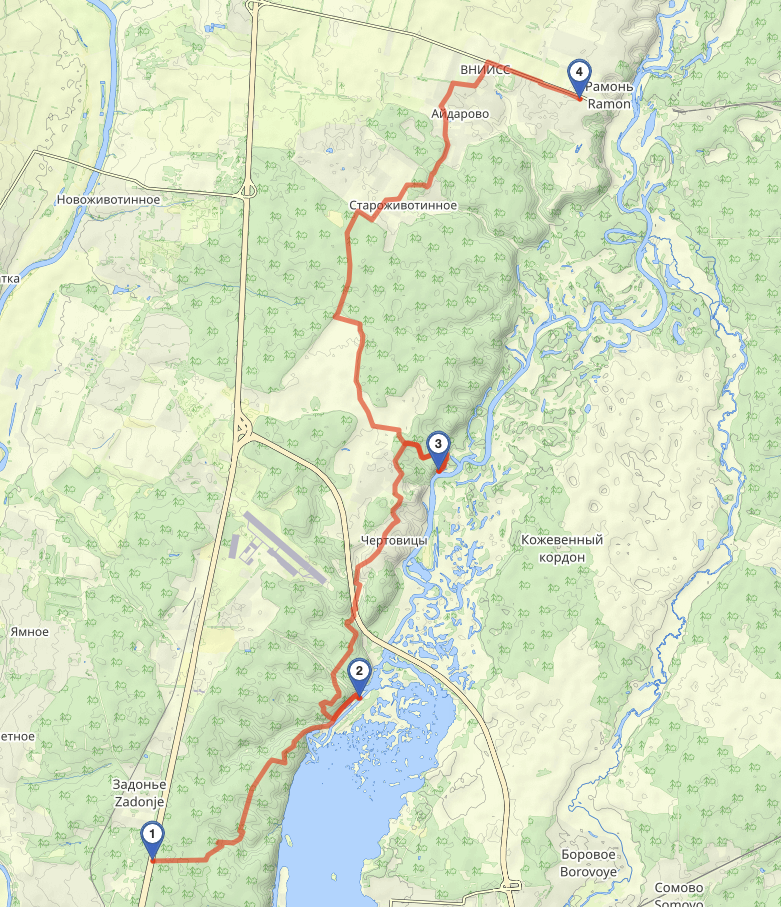 ВНИИСС
4
Рамонь
Ramon
Айдарово
Новоживотинное
Староживотинное
атка
3
Чертовицы
Кожевенный
кордон
Ямное
2
етное
Задонье
Zadonje
1
Боровое
Borovoye
Сомово
Somovo